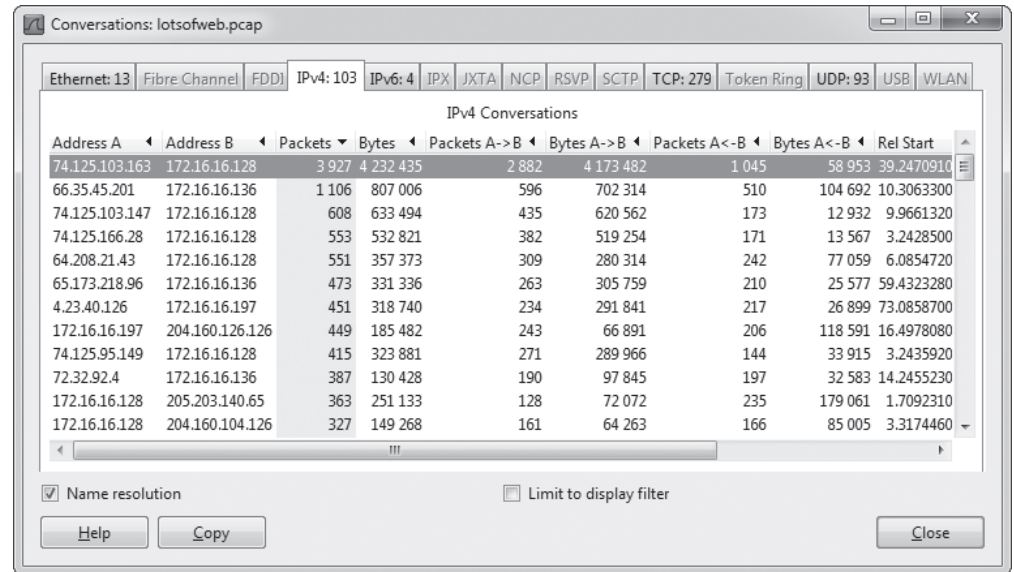 Conversations: lotsofweb.pcap
Ethernet: 13 Fibre Channel FDDI IPv4: 103 IPv6: 4 IPX JXTA NCP RSVP SCTP TCP: 279 Token Ring UDP: 93 USB WLAN
IPv4 Conversations
Address A Address B Packets Bytes Packets A->B Bytes A->B Packets A<-B Bytes A<-B Rel Start
74.125.103.163 172.16.16.128 3 927 4 232 435 2 882 4 173 482 1 045 58 953 39.2470910
66.35.45.201 172.16.16.136 1 106 807 006 596 702 314 510 104 692 10.3063300
74.125.103.147 172.16.16.128 608 633 494 435 620 562 173 12 932 9.9661320
74.125.166.28 172.16.16.128 553 532 821 382 519 254 171 13 567 3.2428500
64.208.21.43 172.16.16.128 551 357 373 309 280 314 242 77 059 6.0854720
65.173.218.96 172.16.16.136 473 331 336 263 305 759 210 25 577 59.4323280
4.23.40.126 172.16.16.197 451 318 740 234 291 841 217 26 899 73.0858700
172.16.16.197 204.160.126.126 449 185 482 243 66 891 206 118 591 16.4978080
74.125.95.149 172.16.16.128 415 323 881 271 289 966 144 33 915 3.2435920
72.32.92.4 172.16.16.136 387 130 428 190 97 845 197 32 583 14.2455230
172.16.16.128 205.203.140.65 363 251 133 128 72 072 235 179 061 1.7092310
172.16.16.128 204.160.104.126 327 149 268 161 64 263 166 85 005 3.3174460
Name resolution Limit to display filter
Help Copy Close